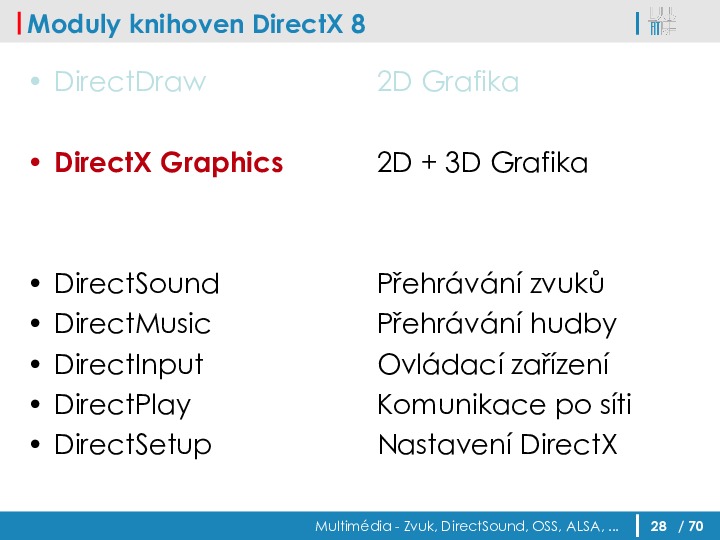 Moduly knihoven DirectX 8
• DirectDraw 2D Grafika
• DirectX Graphics 2D + 3D Grafika
• DirectSound Přehrávání zvuků
• DirectMusic Přehrávání hudby
• DirectInput Ovládací zařízení
• DirectPlay Komunikace po síti
• DirectSetup Nastavení DirectX
Multimédia - Zvuk, DirectSound, OSS, ALSA, ... 28 / 70